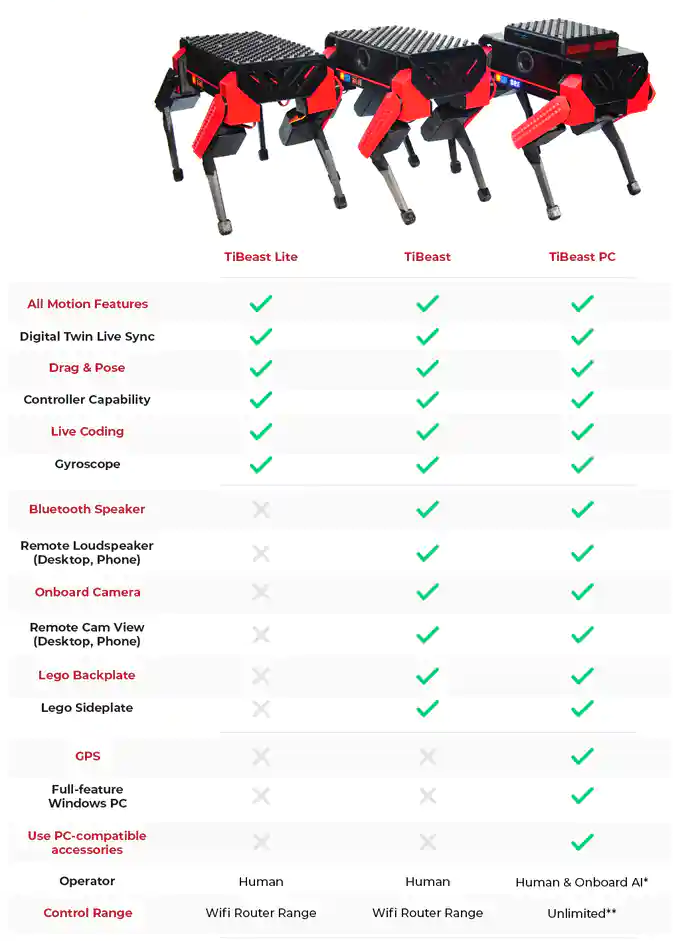 TiBeast Lite TiBeast TiBeast PC
All Motion Features
Digital Twin Live Sync
Drag & Pose
Controller Capability
Live Coding
Gyroscope
Bluetooth Speaker
Remote Loudspeaker
(Desktop, Phone)
Onboard Camera
Remote Cam View
(Desktop, Phone)
Lego Backplate
Lego Sideplate
GPS
Full-feature
Windows PC
Use PC-compatible
accessories
Operator Human Human Human & Onboard AI*
Control Range Wifi Router Range Wifi Router Range Unlimited**